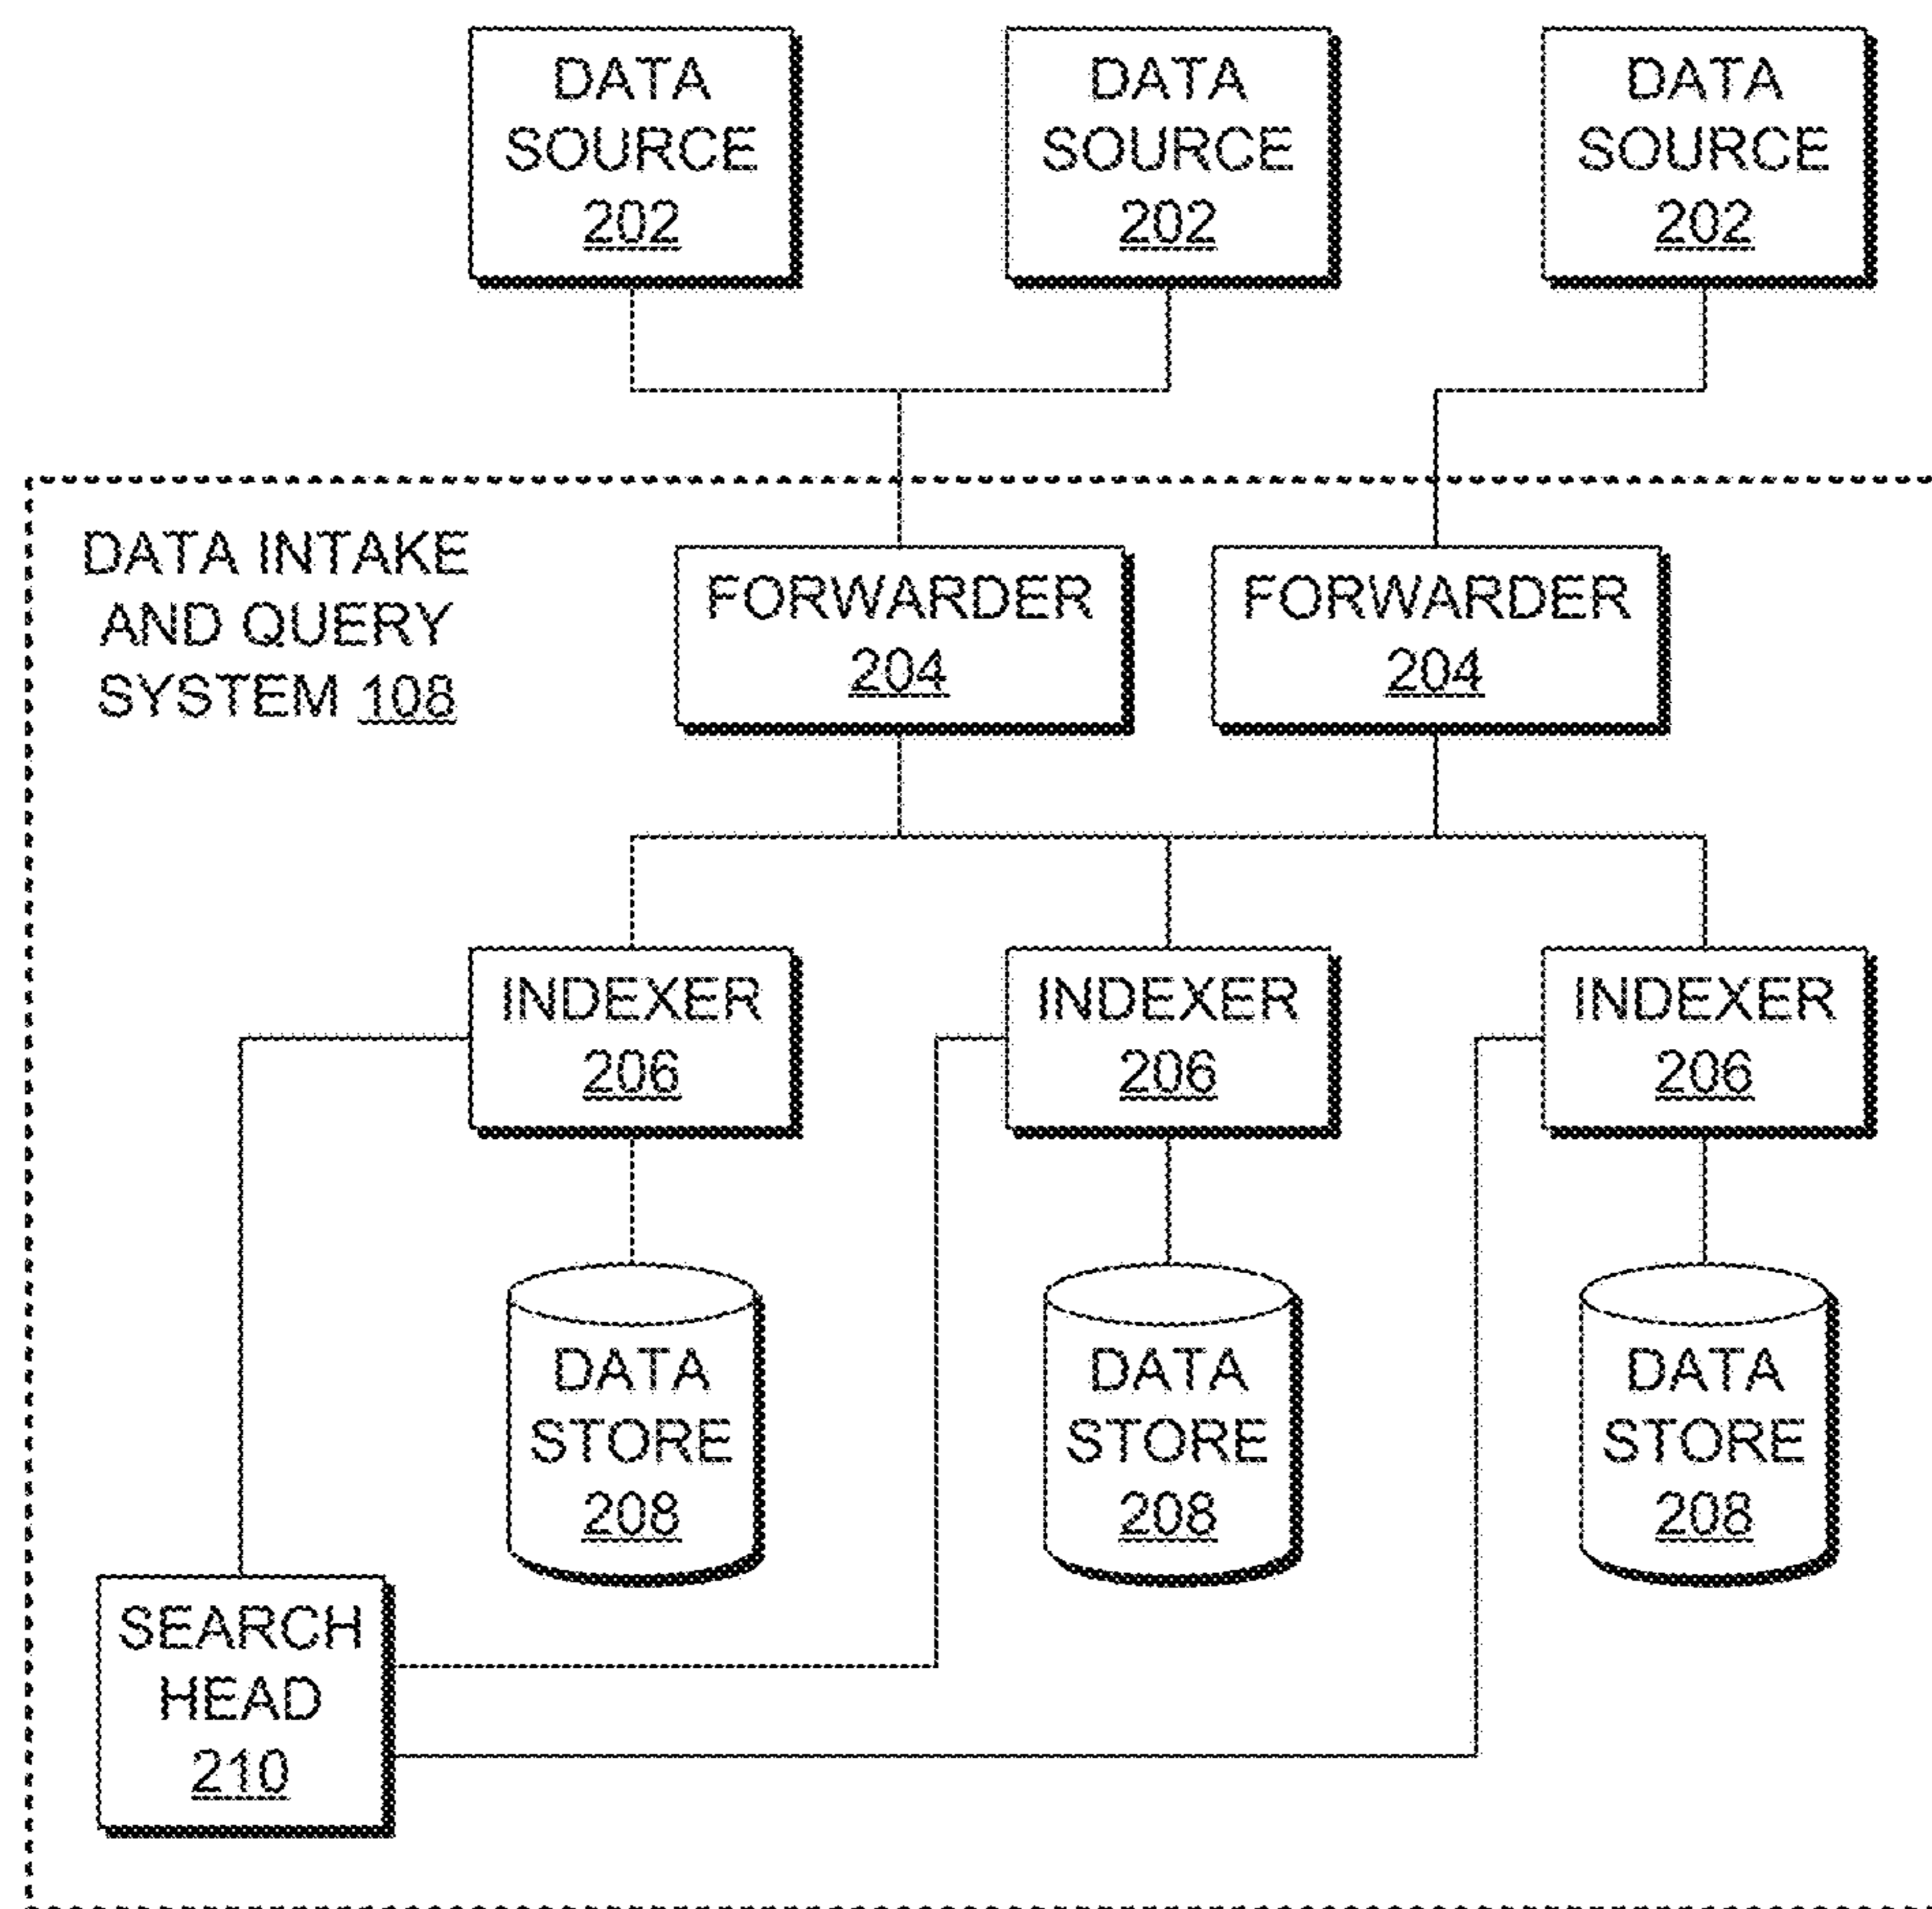 DATA
SOURCE
202
DATA
SOURCE
202
DATA
SOURCE
202
DATA INTAKE
AND QUERY
SYSTEM 108
FORWARDER
204
FORWARDER
204
INDEXER
206
INDEXER
206
INDEXER
206
DATA
STORE
208
DATA
STORE
208
DATA
STORE
208
SEARCH
HEAD
210